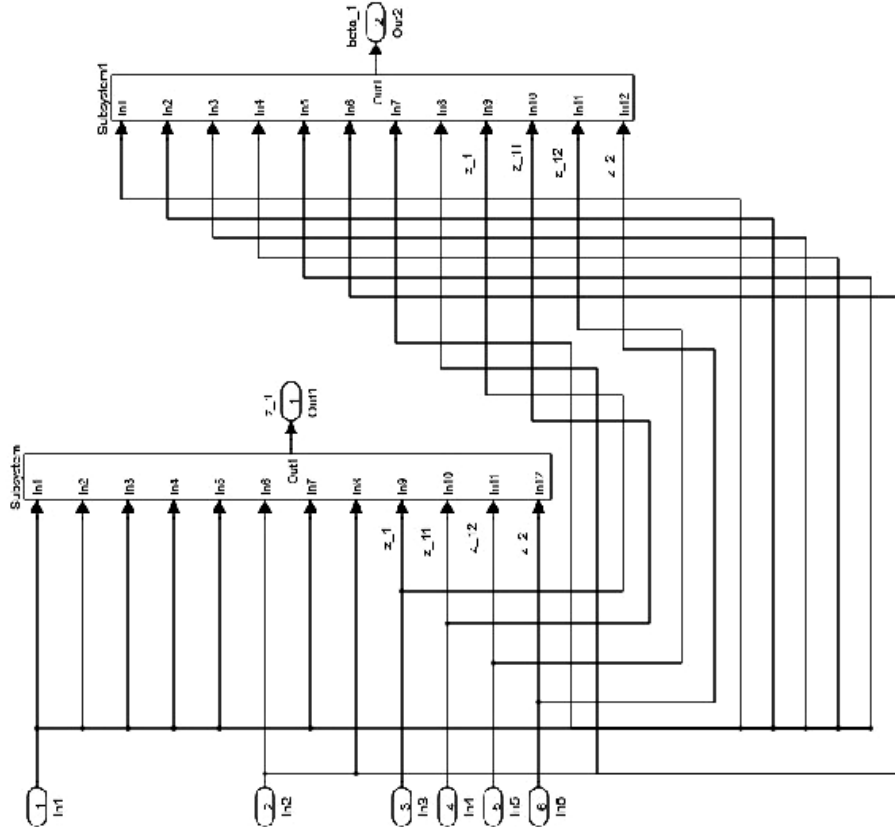 Subsystem1
In1
In2
In3
In4
In5
In6
In7
In8
In9
In10
In11
In12
Out1
z_1
z_11
z_12
z_2
beta_1
2
Out2
Subsystem
In1
In2
In3
In4
In5
In6
In7
In8
In9
In10
In11
In12
Out1
z_1
z_11
z_12
z_2
1
Out1
1
In1
2
In2
3
In3
4
In4
5
In5
6
In6